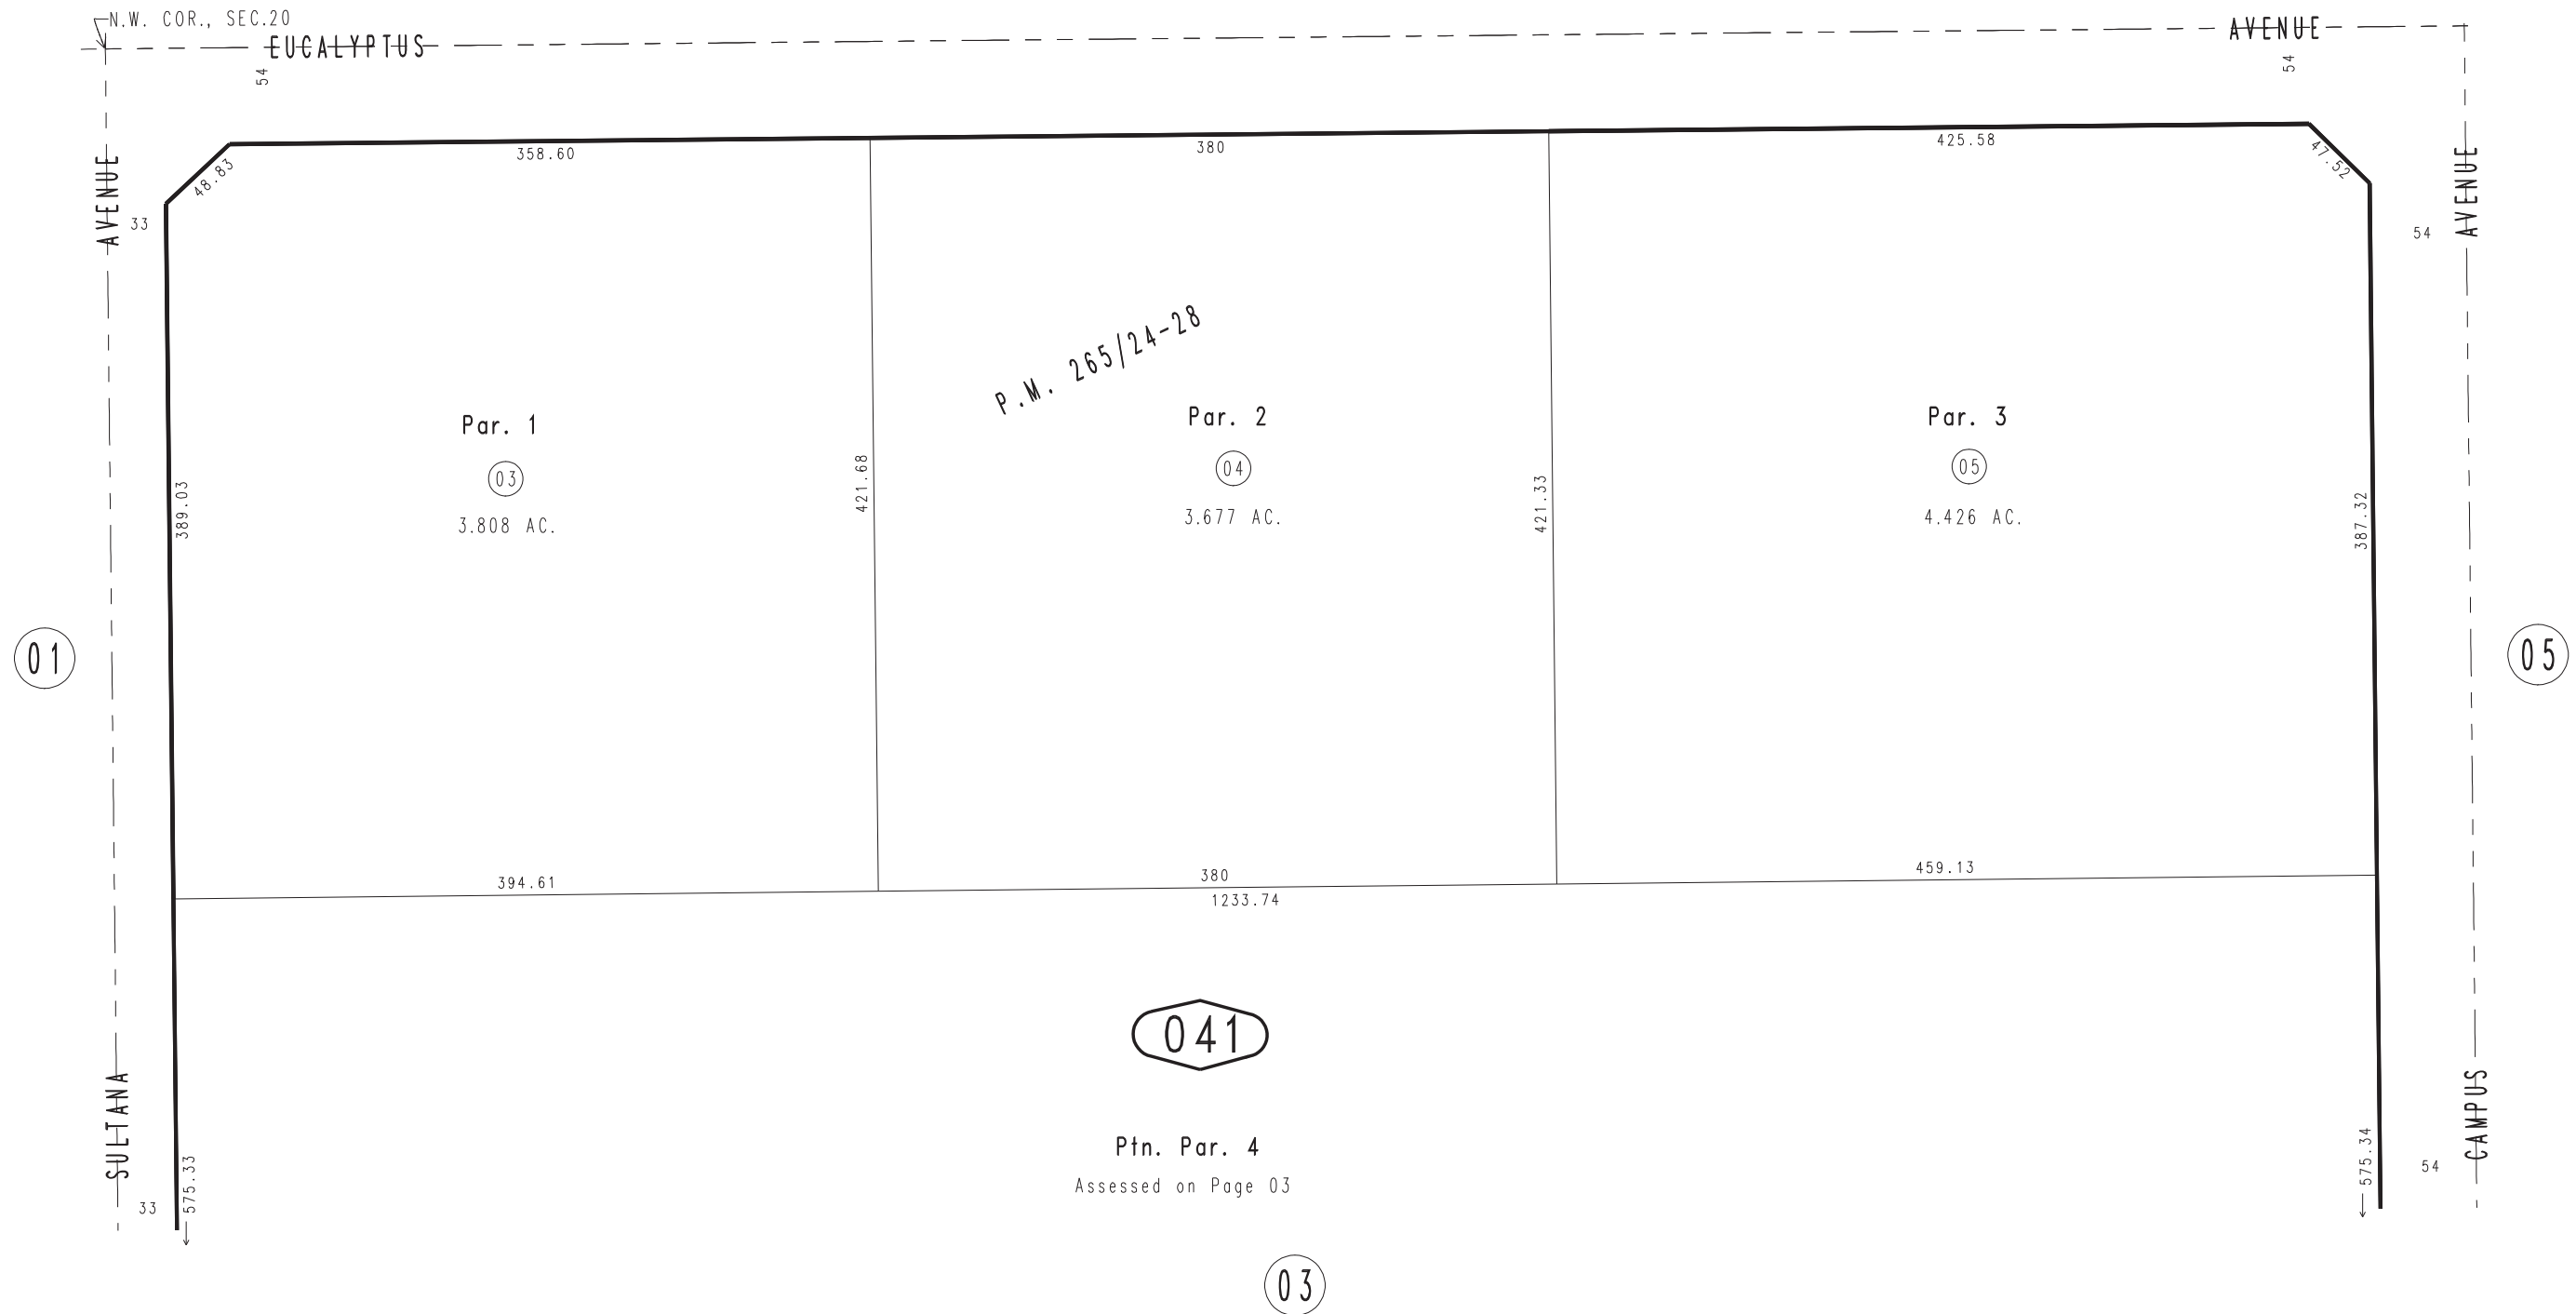 N.W. COR., SEC.20
EUCALYPTUS
AVENUE
54
54
358.60
380
425.58
48.83
47.52
AVENUE
33
AVENUE
54
P.M. 265/24-28
Par. 1
03
3.808 AC.
Par. 2
04
3.677 AC.
Par. 3
05
4.426 AC.
389.03
421.68
421.33
387.32
01
05
394.61
380
459.13
1233.74
041
Ptn. Par. 4
Assessed on Page 03
SULTANA
33
575.33
575.34
54
CAMPUS
03